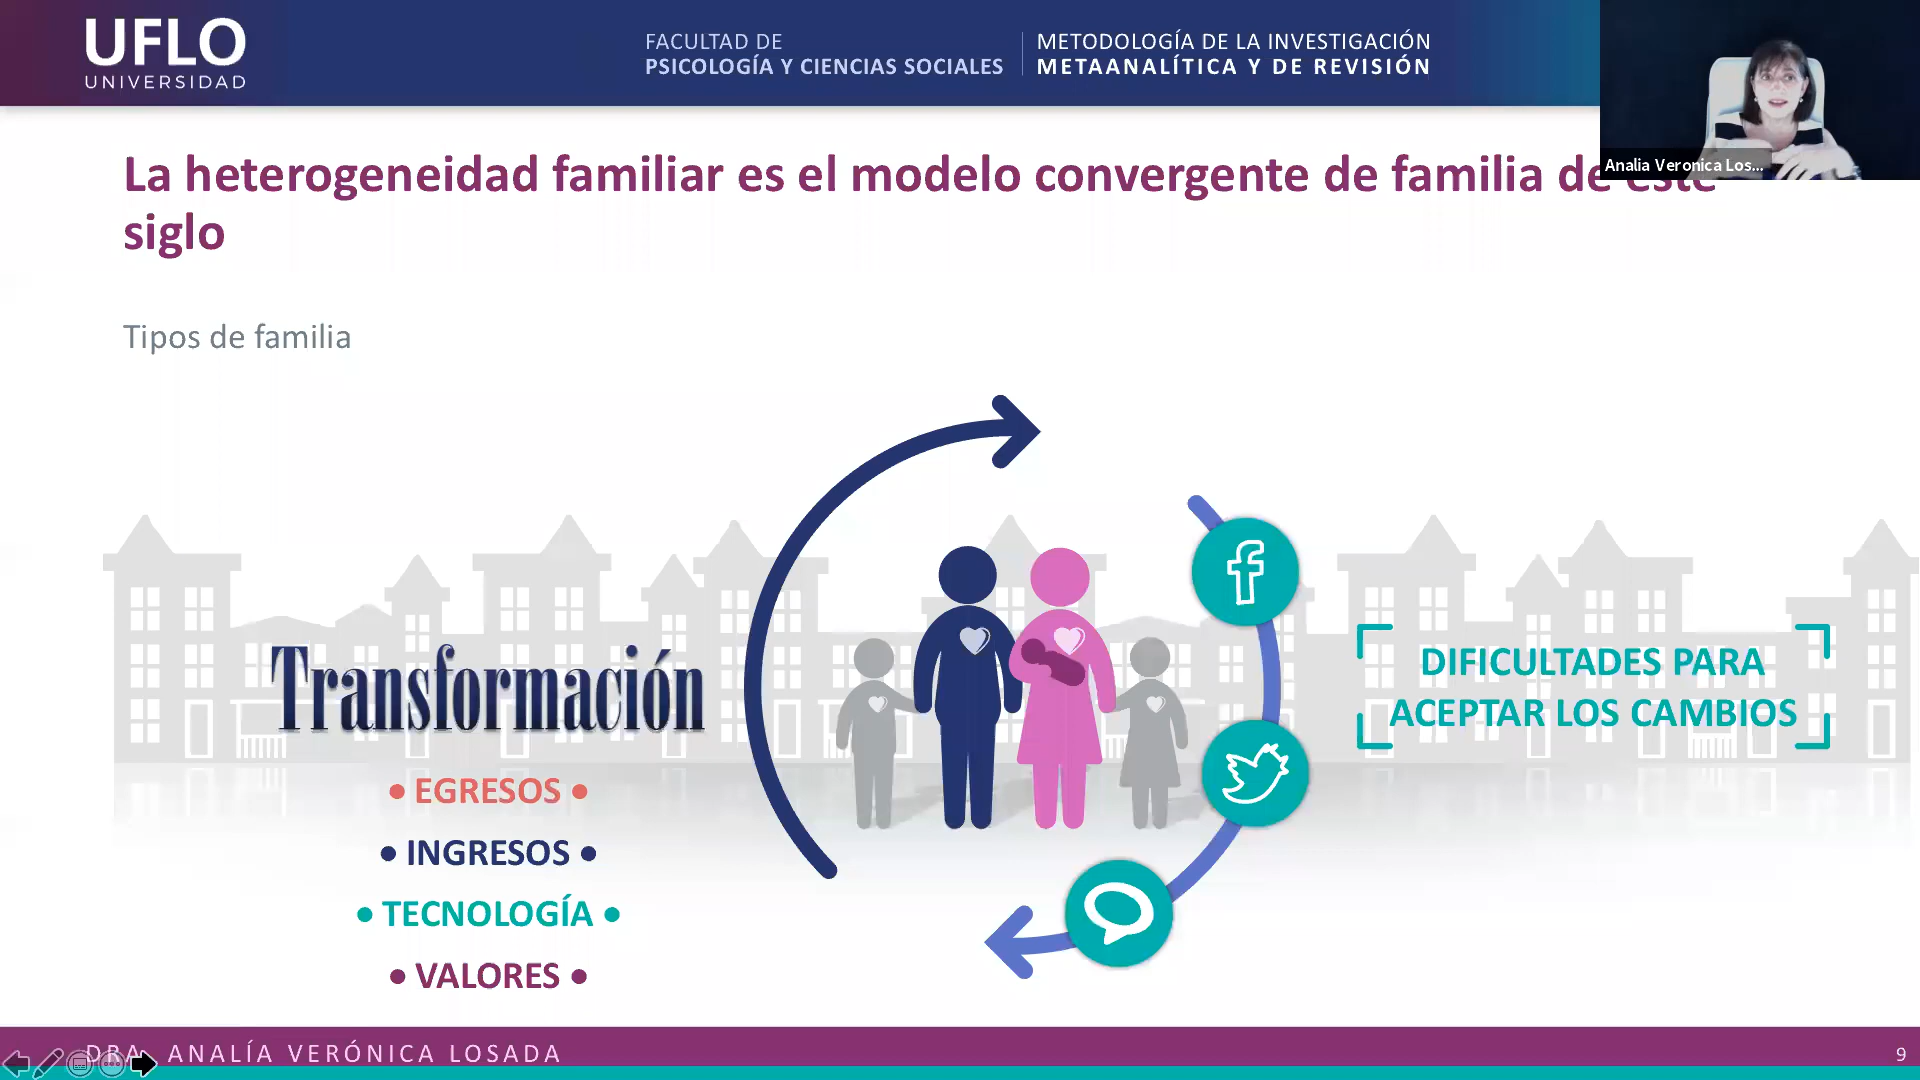 UFLO
UNIVERSIDAD
FACULTAD DE
PSICOLOGÍA Y CIENCIAS SOCIALES
METODOLOGÍA DE LA INVESTIGACIÓN
METAANALÍTICA Y DE REVISIÓN
Analia Veronica Los...
La heterogeneidad familiar es el modelo convergente de familia de este
siglo
Tipos de familia
Transformación
• EGRESOS •
• INGRESOS •
• TECNOLOGÍA •
• VALORES •
DIFICULTADES PARA
ACEPTAR LOS CAMBIOS
DRA. ANALÍA VERÓNICA LOSADA
9